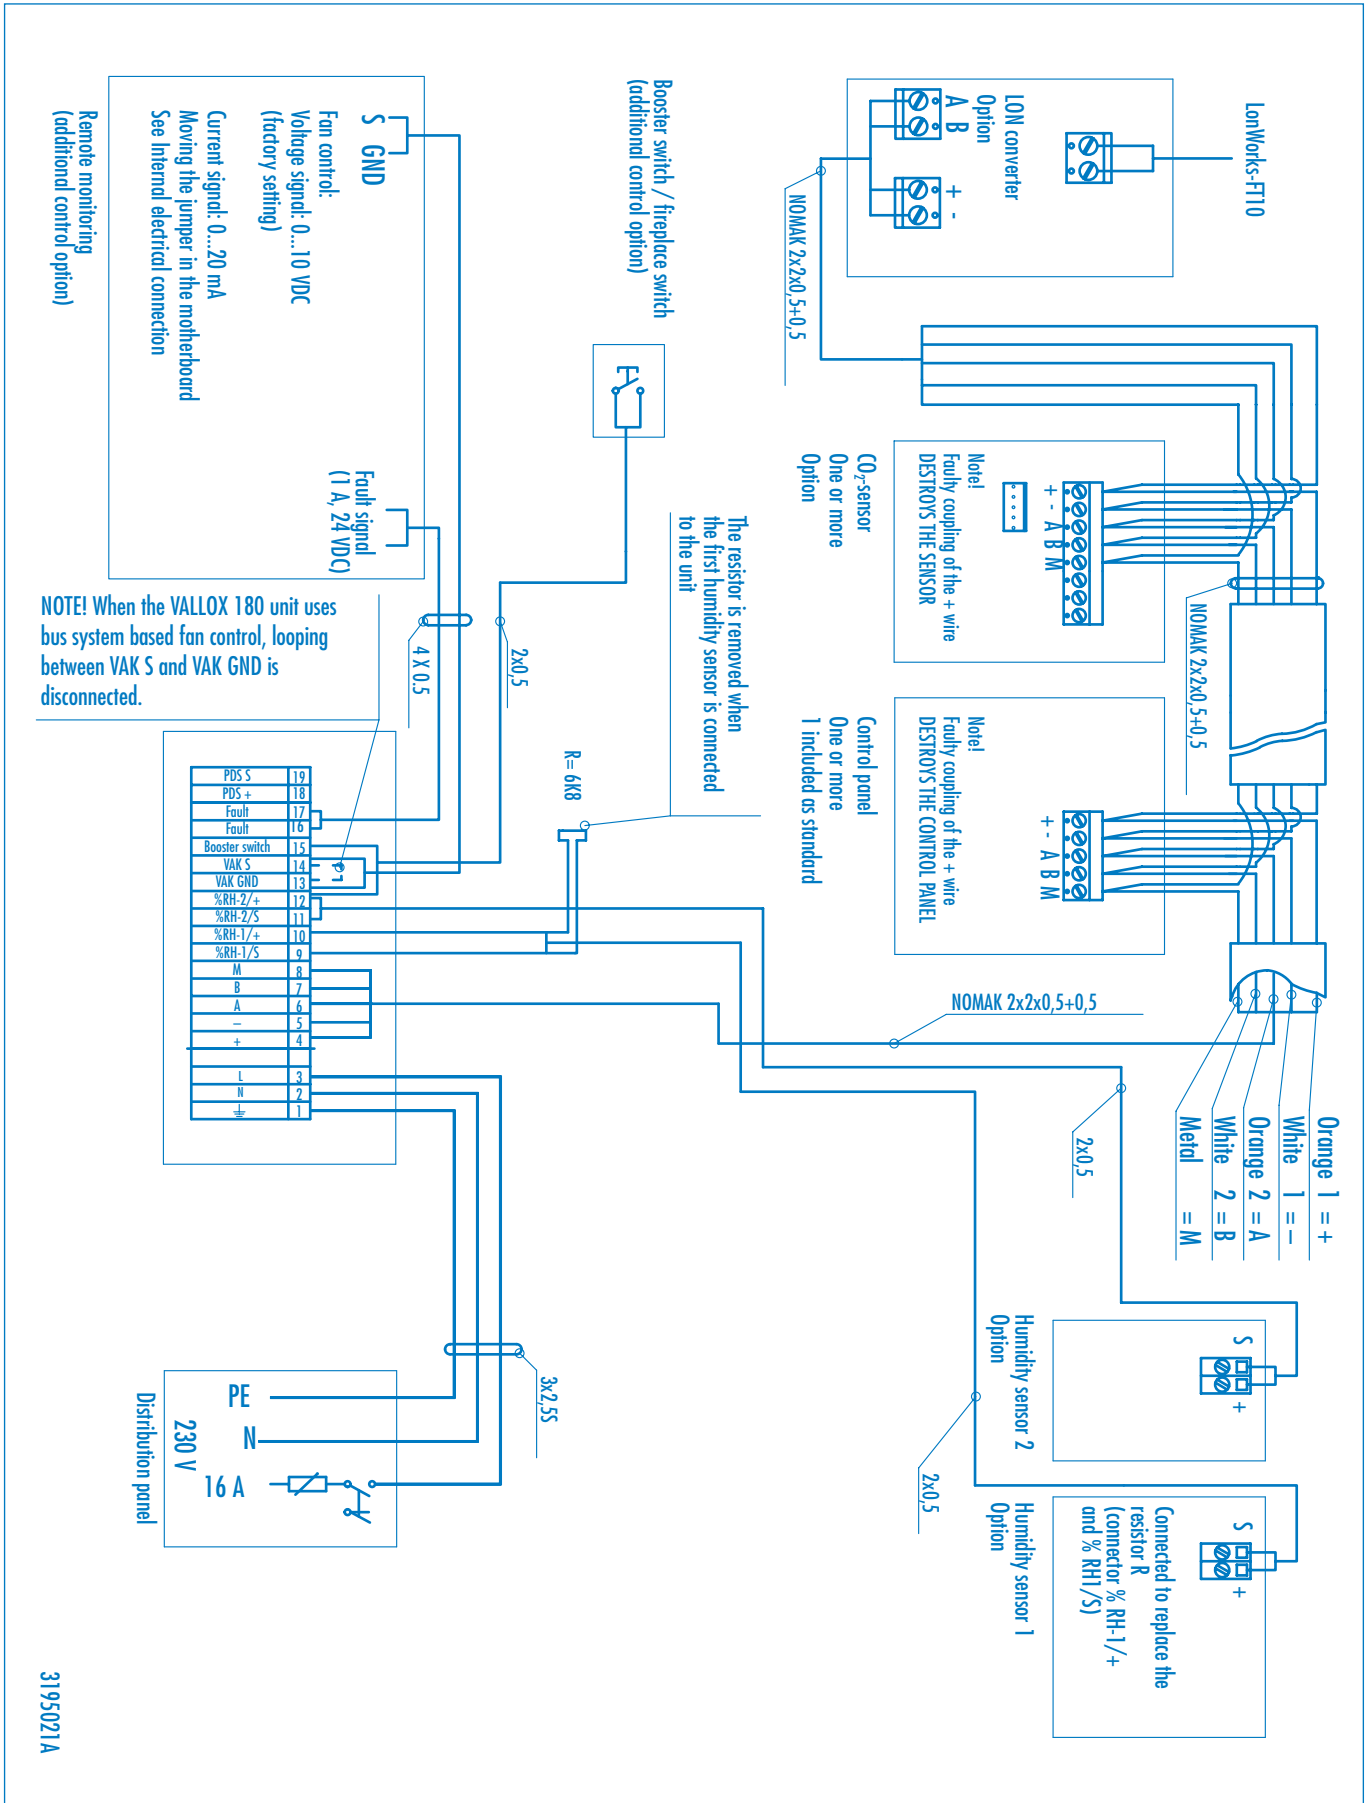 LonWorks-FT10
A B
+ -
LON converter
Option
NOMAK 2x2x0,5+0,5
Note!
Faulty coupling of the + wire
DESTROYS THE SENSOR
+ - A B M
CO2-sensor
One or more
Option
NOMAK 2x2x0,5+0,5
Note!
Faulty coupling of the + wire
DESTROYS THE CONTROL PANEL
+ - A B M
Control panel
One or more
1 included as standard
NOMAK 2x2x0,5+0,5
Orange 1 = +
White 1 = –
Orange 2 = A
White 2 = B
Metal = M
2x0,5
S +
Humidity sensor 2
Option
2x0,5
S +
Connected to replace the
resistor R
(connector % RH-1/+
and % RH1/S)
Humidity sensor 1
Option
Booster switch / fireplace switch
(additional control option)
The resistor is removed when
the first humidity sensor is connected
to the unit
R= 6K8
2x0,5
4 X 0.5
S GND
Fan control:
Voltage signal: 0...10 VDC
(factory setting)
Current signal: 0...20 mA
Moving the jumper in the motherboard
See Internal electrical connection
Fault signal
(1 A, 24 VDC)
Remote monitoring
(additional control option)
NOTE! When the VALLOX 180 unit uses
bus system based fan control, looping
between VAK S and VAK GND is
disconnected.
PDS S 19
PDS + 18
Fault 17
Fault 16
Booster switch 15
VAK S 14
VAK GND 13
%RH-2/+ 12
%RH-2/S 11
%RH-1/+ 10
%RH-1/S 9
M 8
B 7
A 6
– 5
+ 4
L 3
N 2
1
3x2,5S
PE
N
230 V
16 A
Distribution panel
3195021A